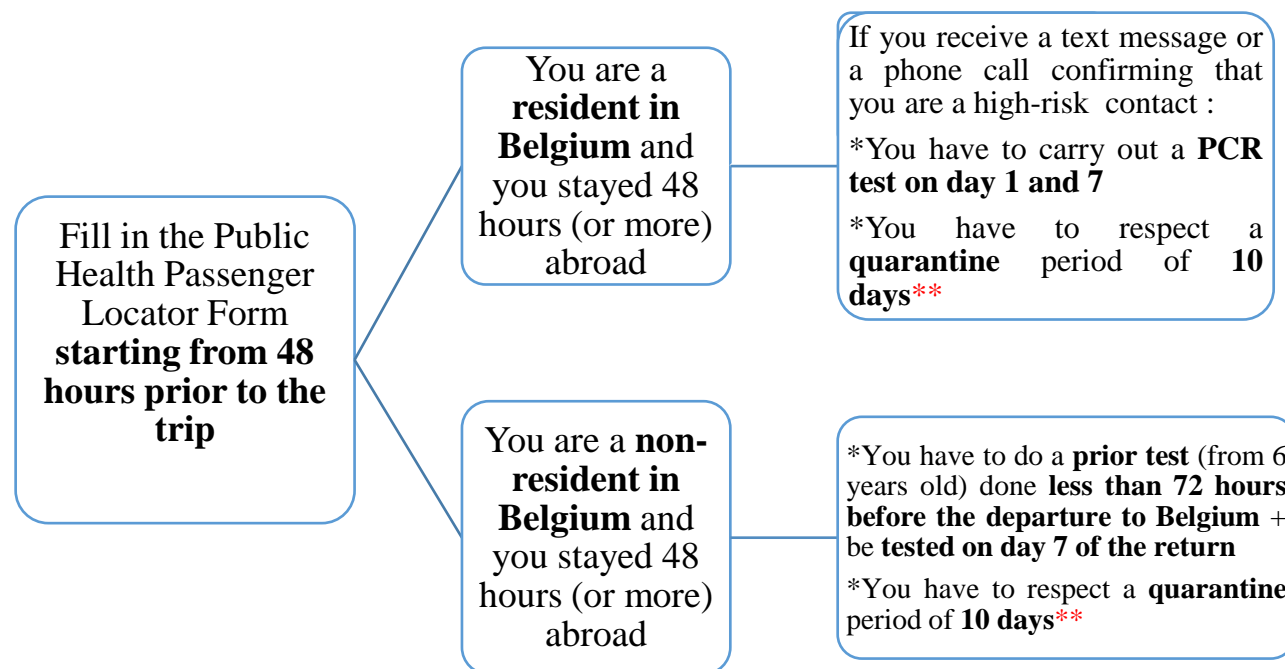 Fill in the Public
Health Passenger
Locator Form
starting from 48
hours prior to the
trip
You are a
resident in
Belgium and
you stayed 48
hours (or more)
abroad
If you receive a text message or
a phone call confirming that
you are a high-risk contact :
*You have to carry out a PCR
test on day 1 and 7
*You have to respect a
quarantine period of 10
days**
You are a non-
resident in
Belgium and
you stayed 48
hours (or more)
abroad
*You have to do a prior test (from 6
years old) done less than 72 hours
before the departure to Belgium +
be tested on day 7 of the return
*You have to respect a quarantine
period of 10 days**